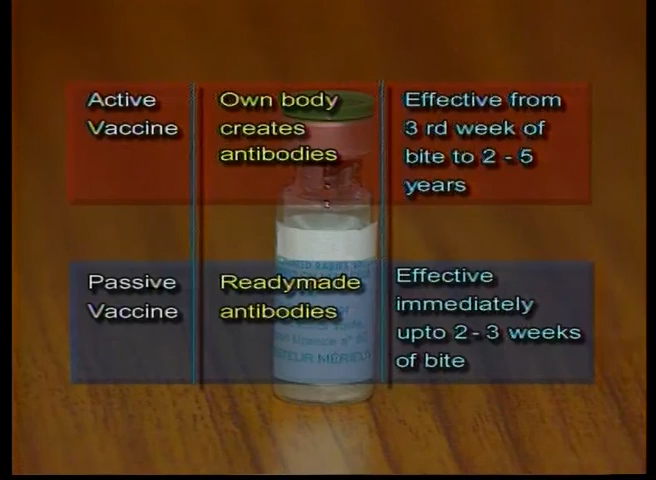 Active
Vaccine
Own body
creates
antibodies
Effective from
3 rd week of
bite to 2 - 5
years
Passive
Vaccine
Readymade
antibodies
Effective
immediately
upto 2 - 3 weeks
of bite
MÉRIEUX